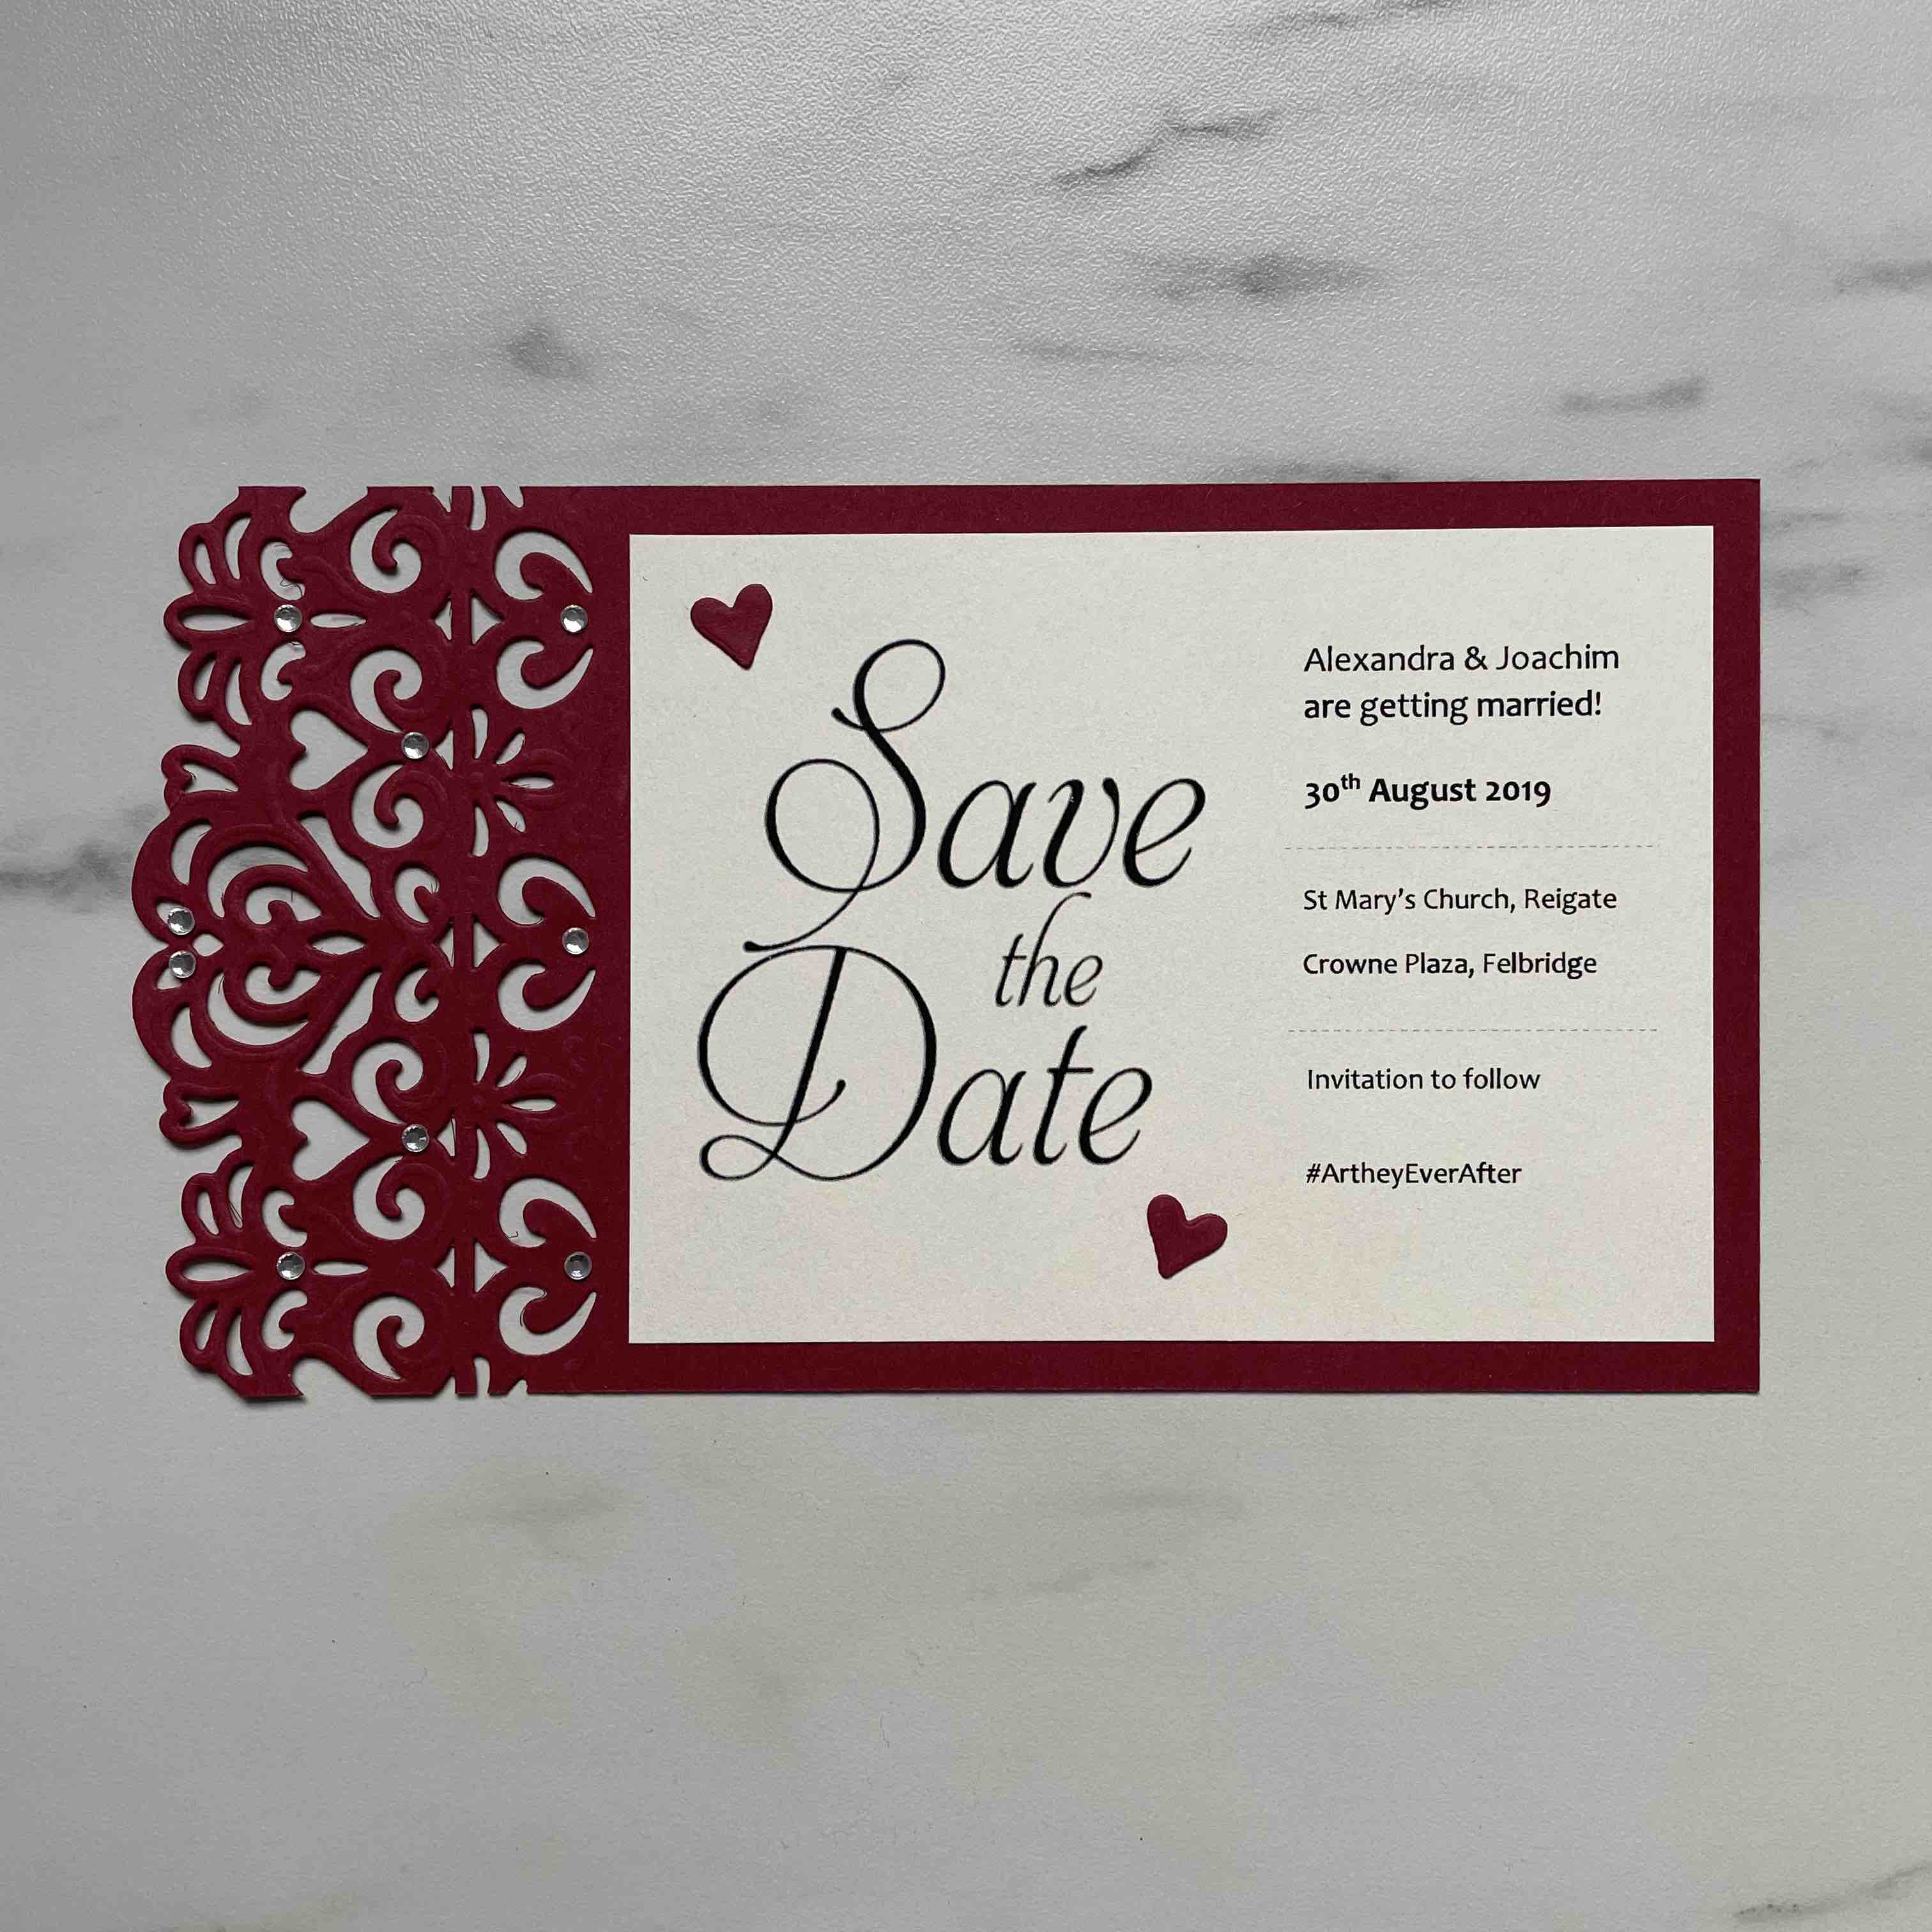 Save
the
Date
Alexandra & Joachim
are getting married!
30th August 2019
St Mary's Church, Reigate
Crowne Plaza, Felbridge
Invitation to follow
#ArtheyEverAfter